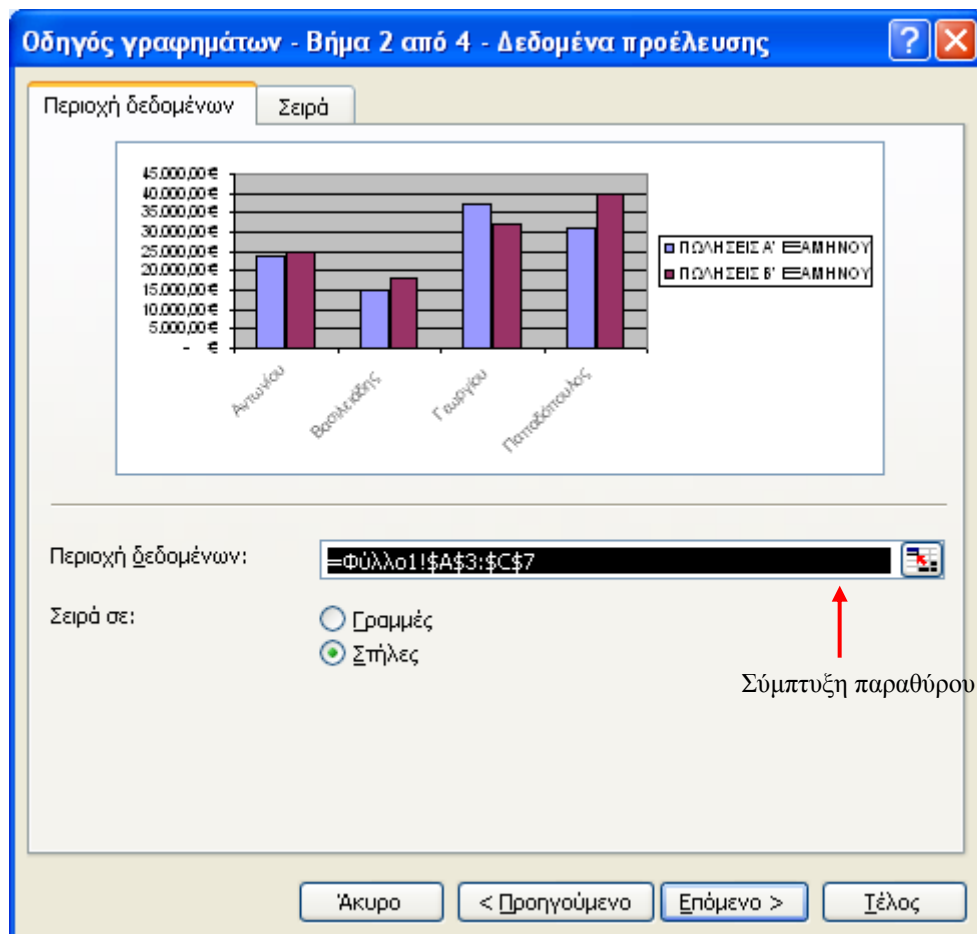 Οδηγός γραφημάτων - Βήμα 2 από 4 - Δεδομένα προέλευσης
Περιοχή δεδομένων
Σειρά
45.000,00 €
40.000,00 €
35.000,00 €
30.000,00 €
25.000,00 €
20.000,00 €
15.000,00 €
10.000,00 €
5.000,00 €
- €
Αντωνίου
Βασιλειάδης
Γεωργίου
Παπαδόπουλος
ΠΩΛΗΣΕΙΣ Α' ΕΞΑΜΗΝΟΥ
ΠΩΛΗΣΕΙΣ Β' ΕΞΑΜΗΝΟΥ
Περιοχή δεδομένων:
=Φύλλο1!$A$3:$C$7
Σειρά σε:
Γραμμές
Στήλες
Σύμπτυξη παραθύρου
Άκυρο
< Προηγούμενο
Επόμενο >
Τέλος